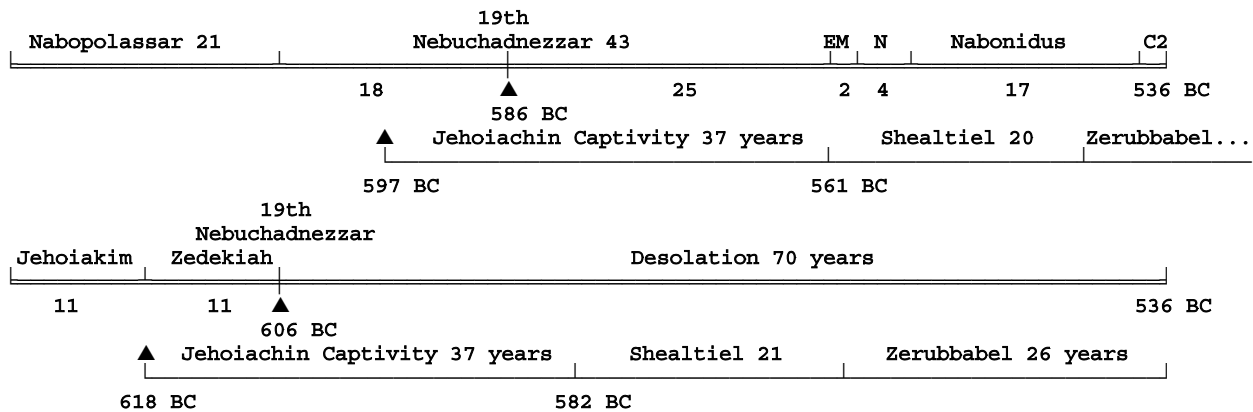 19th
Nabopolassar 21 Nebuchadnezzar 43 EM N Nabonidus C2
18 25 2 4 17 536 BC
586 BC
Jehoiachin Captivity 37 years Shealtiel 20 Zerubbabel...
597 BC 561 BC
19th
Nebuchadnezzar
Jehoiakim Zedekiah Desolation 70 years
11 11 536 BC
606 BC
Jehoiachin Captivity 37 years Shealtiel 21 Zerubbabel 26 years
618 BC 582 BC